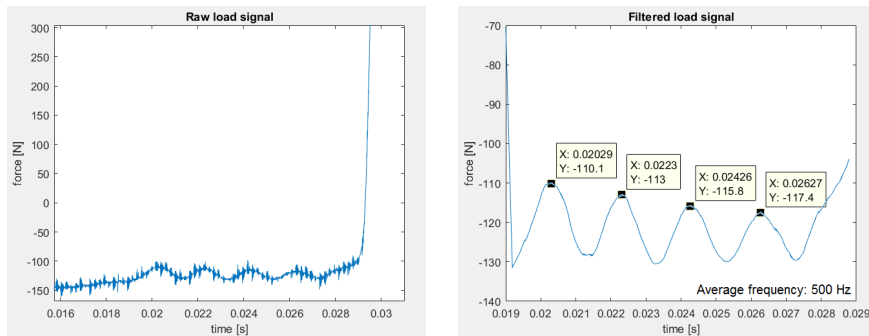 Raw load signal
300
250
200
150
100
50
0
-50
-100
-150
force [N]
0.016
0.018
0.02
0.022
0.024
0.026
0.028
0.03
time [s]
Filtered load signal
-70
-80
-90
-100
-110
-120
-130
-140
force [N]
X: 0.02029
Y: -110.1
X: 0.0223
Y: -113
X: 0.02426
Y: -115.8
X: 0.02627
Y: -117.4
Average frequency: 500 Hz
0.019
0.02
0.021
0.022
0.023
0.024
0.025
0.026
0.027
0.028
0.029
time [s]